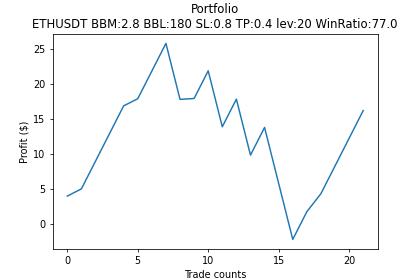 Portfolio
ETHUSDT BBM:2.8 BBL:180 SL:0.8 TP:0.4 lev:20 WinRatio:77.0
25
20
15
10
5
0
Profit ($)
0 5 10 15 20
Trade counts